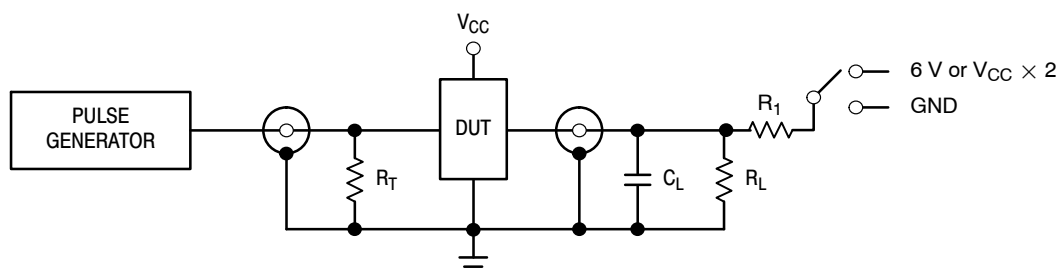 V_CC
6 V or V_CC × 2
PULSE
GENERATOR
DUT
R_1
GND
R_T
C_L
R_L